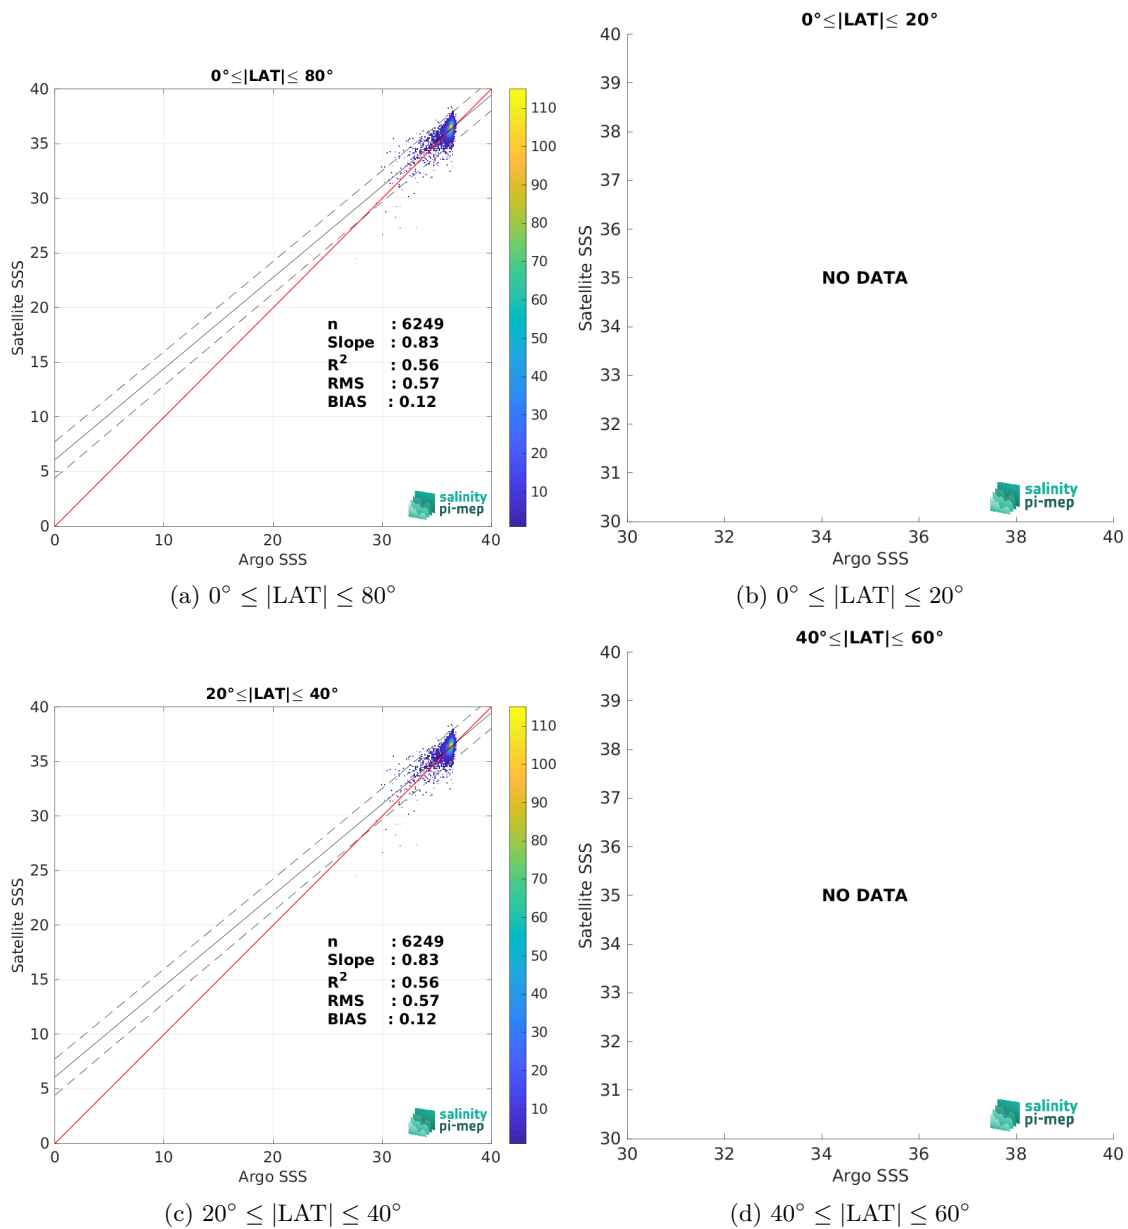 0°≤|LAT|≤ 80°
40
35
30
25
20
15
10
5
0
Satellite SSS
n : 6249
Slope : 0.83
R² : 0.56
RMS : 0.57
BIAS : 0.12
salinity
pi-mep
0 10 20 30 40
Argo SSS
110
100
90
80
70
60
50
40
30
20
10
(a) 0° ≤ |LAT| ≤ 80°
0°≤|LAT|≤ 20°
40
39
38
37
36
35
34
33
32
31
30
Satellite SSS
NO DATA
salinity
pi-mep
30 32 34 36 38 40
Argo SSS
(b) 0° ≤ |LAT| ≤ 20°
20°≤|LAT|≤ 40°
40
35
30
25
20
15
10
5
0
Satellite SSS
n : 6249
Slope : 0.83
R² : 0.56
RMS : 0.57
BIAS : 0.12
salinity
pi-mep
0 10 20 30 40
Argo SSS
110
100
90
80
70
60
50
40
30
20
10
(c) 20° ≤ |LAT| ≤ 40°
40°≤|LAT|≤ 60°
40
39
38
37
36
35
34
33
32
31
30
Satellite SSS
NO DATA
salinity
pi-mep
30 32 34 36 38 40
Argo SSS
(d) 40° ≤ |LAT| ≤ 60°